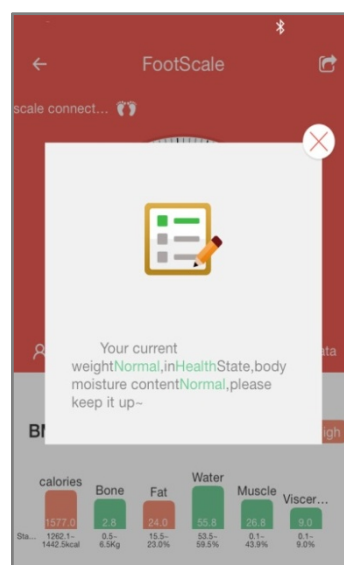 FootScale
scale connect...
Your current
weightNormal,inHealthState,body
moisture contentNormal,please
keep it up~
calories
Bone
Fat
Water
Muscle
Viscer...
1577.0
2.8
24.0
55.8
26.8
9.0
Sta...
1262.1~
1442.5kcal
0.5~
6.5Kg
15.5~
23.0%
53.5~
59.5%
0.1~
43.9%
0.1~
9.0%